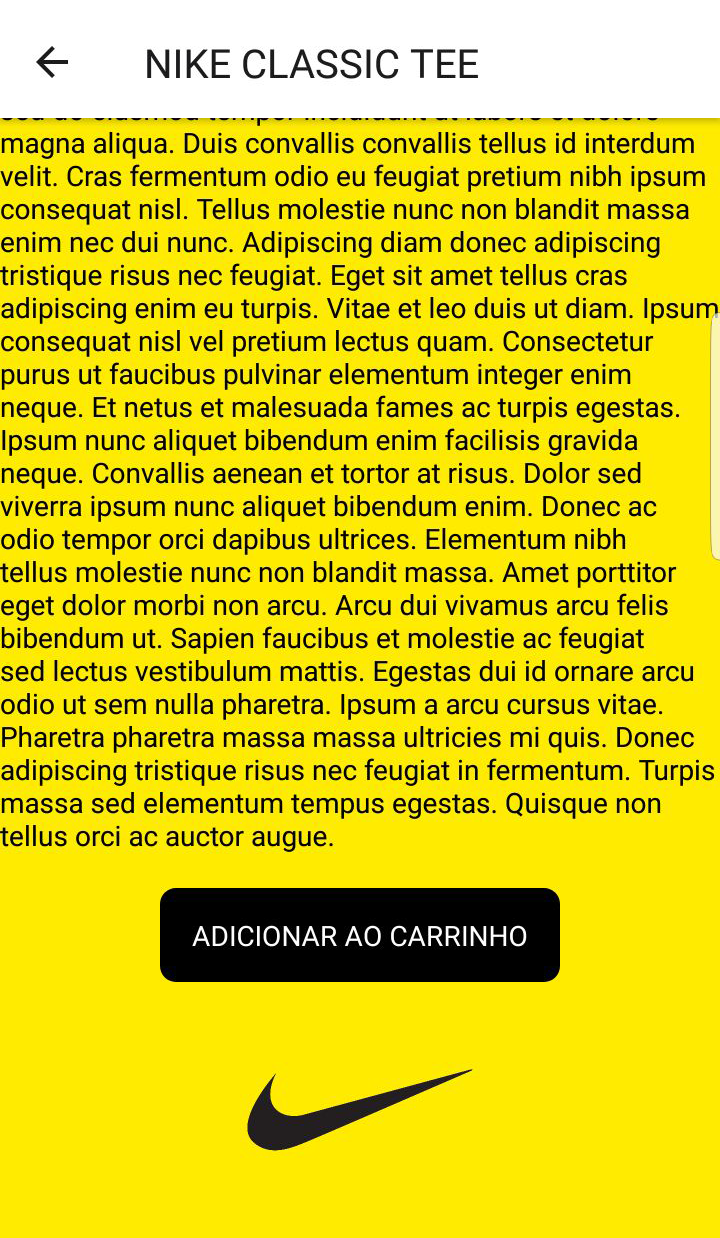 NIKE CLASSIC TEE
sed do eiusmod tempor incididunt ut labore et dolore
magna aliqua. Duis convallis convallis tellus id interdum
velit. Cras fermentum odio eu feugiat pretium nibh ipsum
consequat nisl. Tellus molestie nunc non blandit massa
enim nec dui nunc. Adipiscing diam donec adipiscing
tristique risus nec feugiat. Eget sit amet tellus cras
adipiscing enim eu turpis. Vitae et leo duis ut diam. Ipsum
consequat nisl vel pretium lectus quam. Consectetur
purus ut faucibus pulvinar elementum integer enim
neque. Et netus et malesuada fames ac turpis egestas.
Ipsum nunc aliquet bibendum enim facilisis gravida
neque. Convallis aenean et tortor at risus. Dolor sed
viverra ipsum nunc aliquet bibendum enim. Donec ac
odio tempor orci dapibus ultrices. Elementum nibh
tellus molestie nunc non blandit massa. Amet porttitor
eget dolor morbi non arcu. Arcu dui vivamus arcu felis
bibendum ut. Sapien faucibus et molestie ac feugiat
sed lectus vestibulum mattis. Egestas dui id ornare arcu
odio ut sem nulla pharetra. Ipsum a arcu cursus vitae.
Pharetra pharetra massa massa ultricies mi quis. Donec
adipiscing tristique risus nec feugiat in fermentum. Turpis
massa sed elementum tempus egestas. Quisque non
tellus orci ac auctor augue.
ADICIONAR AO CARRINHO